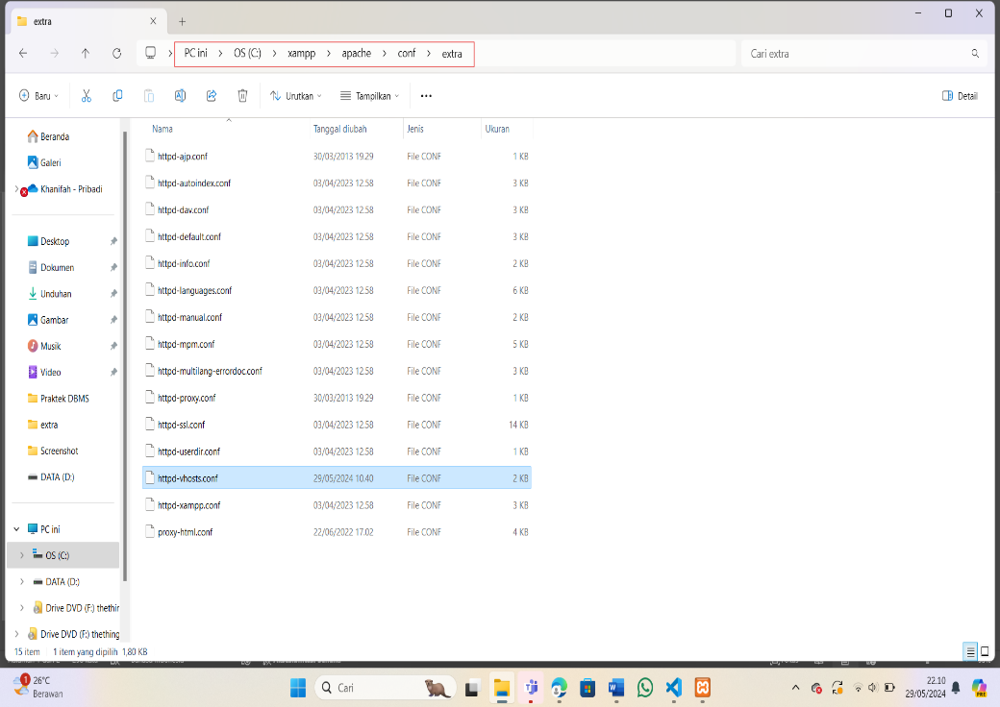 extra
PC ini > OS (C:) > xampp > apache > conf > extra
Cari extra
Baru
Urutkan
Tampilkan
Detail
Nama Tanggal diubah Jenis Ukuran
Beranda
Galeri
Khanifah - Pribadi
Desktop
Dokumen
Unduhan
Gambar
Musik
Video
Praktek DBMS
extra
Screenshot
DATA (D:)
PC ini
OS (C:)
DATA (D:)
Drive DVD (F:) thethin
Drive DVD (F:) thething
httpd-ajp.conf 30/03/2013 19.29 File CONF 1 KB
httpd-autoindex.conf 03/04/2023 12.58 File CONF 3 KB
httpd-dav.conf 03/04/2023 12.58 File CONF 3 KB
httpd-default.conf 03/04/2023 12.58 File CONF 3 KB
httpd-info.conf 03/04/2023 12.58 File CONF 2 KB
httpd-languages.conf 03/04/2023 12.58 File CONF 6 KB
httpd-manual.conf 03/04/2023 12.58 File CONF 2 KB
httpd-mpm.conf 03/04/2023 12.58 File CONF 5 KB
httpd-multilang-errordoc.conf 03/04/2023 12.58 File CONF 3 KB
httpd-proxy.conf 30/03/2013 19.29 File CONF 1 KB
httpd-ssl.conf 03/04/2023 12.58 File CONF 14 KB
httpd-userdir.conf 03/04/2023 12.58 File CONF 1 KB
httpd-vhosts.conf 29/05/2024 10.40 File CONF 2 KB
httpd-xampp.conf 03/04/2023 12.58 File CONF 3 KB
proxy-html.conf 22/06/2022 17.02 File CONF 4 KB
15 item 1 item yang dipilih 1,80 KB
1 26°C
Berawan
Cari
22.10
29/05/2024
PRE